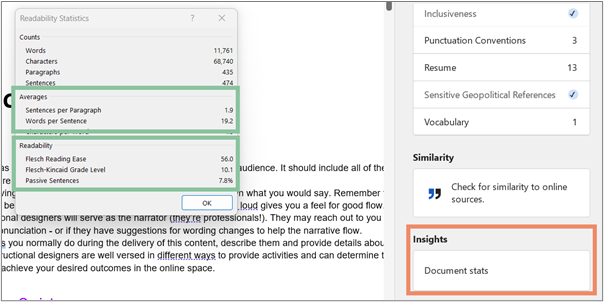 Readability Statistics ? ×
Counts
Words 11,761
Characters 68,740
Paragraphs 435
Sentences 474
Averages
Sentences per Paragraph 1.9
Words per Sentence 19.2
Readability
Flesch Reading Ease 56.0
Flesch-Kincaid Grade Level 10.1
Passive Sentences 7.8%
OK
audience. It should include all of the
n what you would say. Remember
loud gives you a feel for good flow.
onal designers will serve as the narrator (they're professionals!). They may reach out to you
onunciation - or if they have suggestions for wording changes to help the narrative flow.
s you normally do during the delivery of this content, describe them and provide details abou
ructional designers are well versed in different ways to provide activities and can determine t
achieve your desired outcomes in the online space.
Inclusiveness
Punctuation Conventions 3
Resume 13
Sensitive Geopolitical References
Vocabulary 1
Similarity
Check for similarity to online
sources.
Insights
Document stats